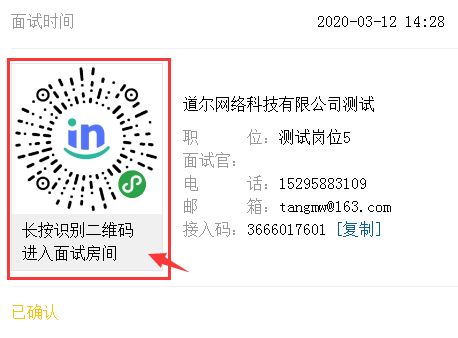 面试时间 2020-03-12 14:28
in
道尔网络科技有限公司测试
职 位：测试岗位5
面试官：
电 话：15295883109
邮 箱：tangmw@163.com
接入码：3666017601 [复制]
长按识别二维码
进入面试房间
已确认